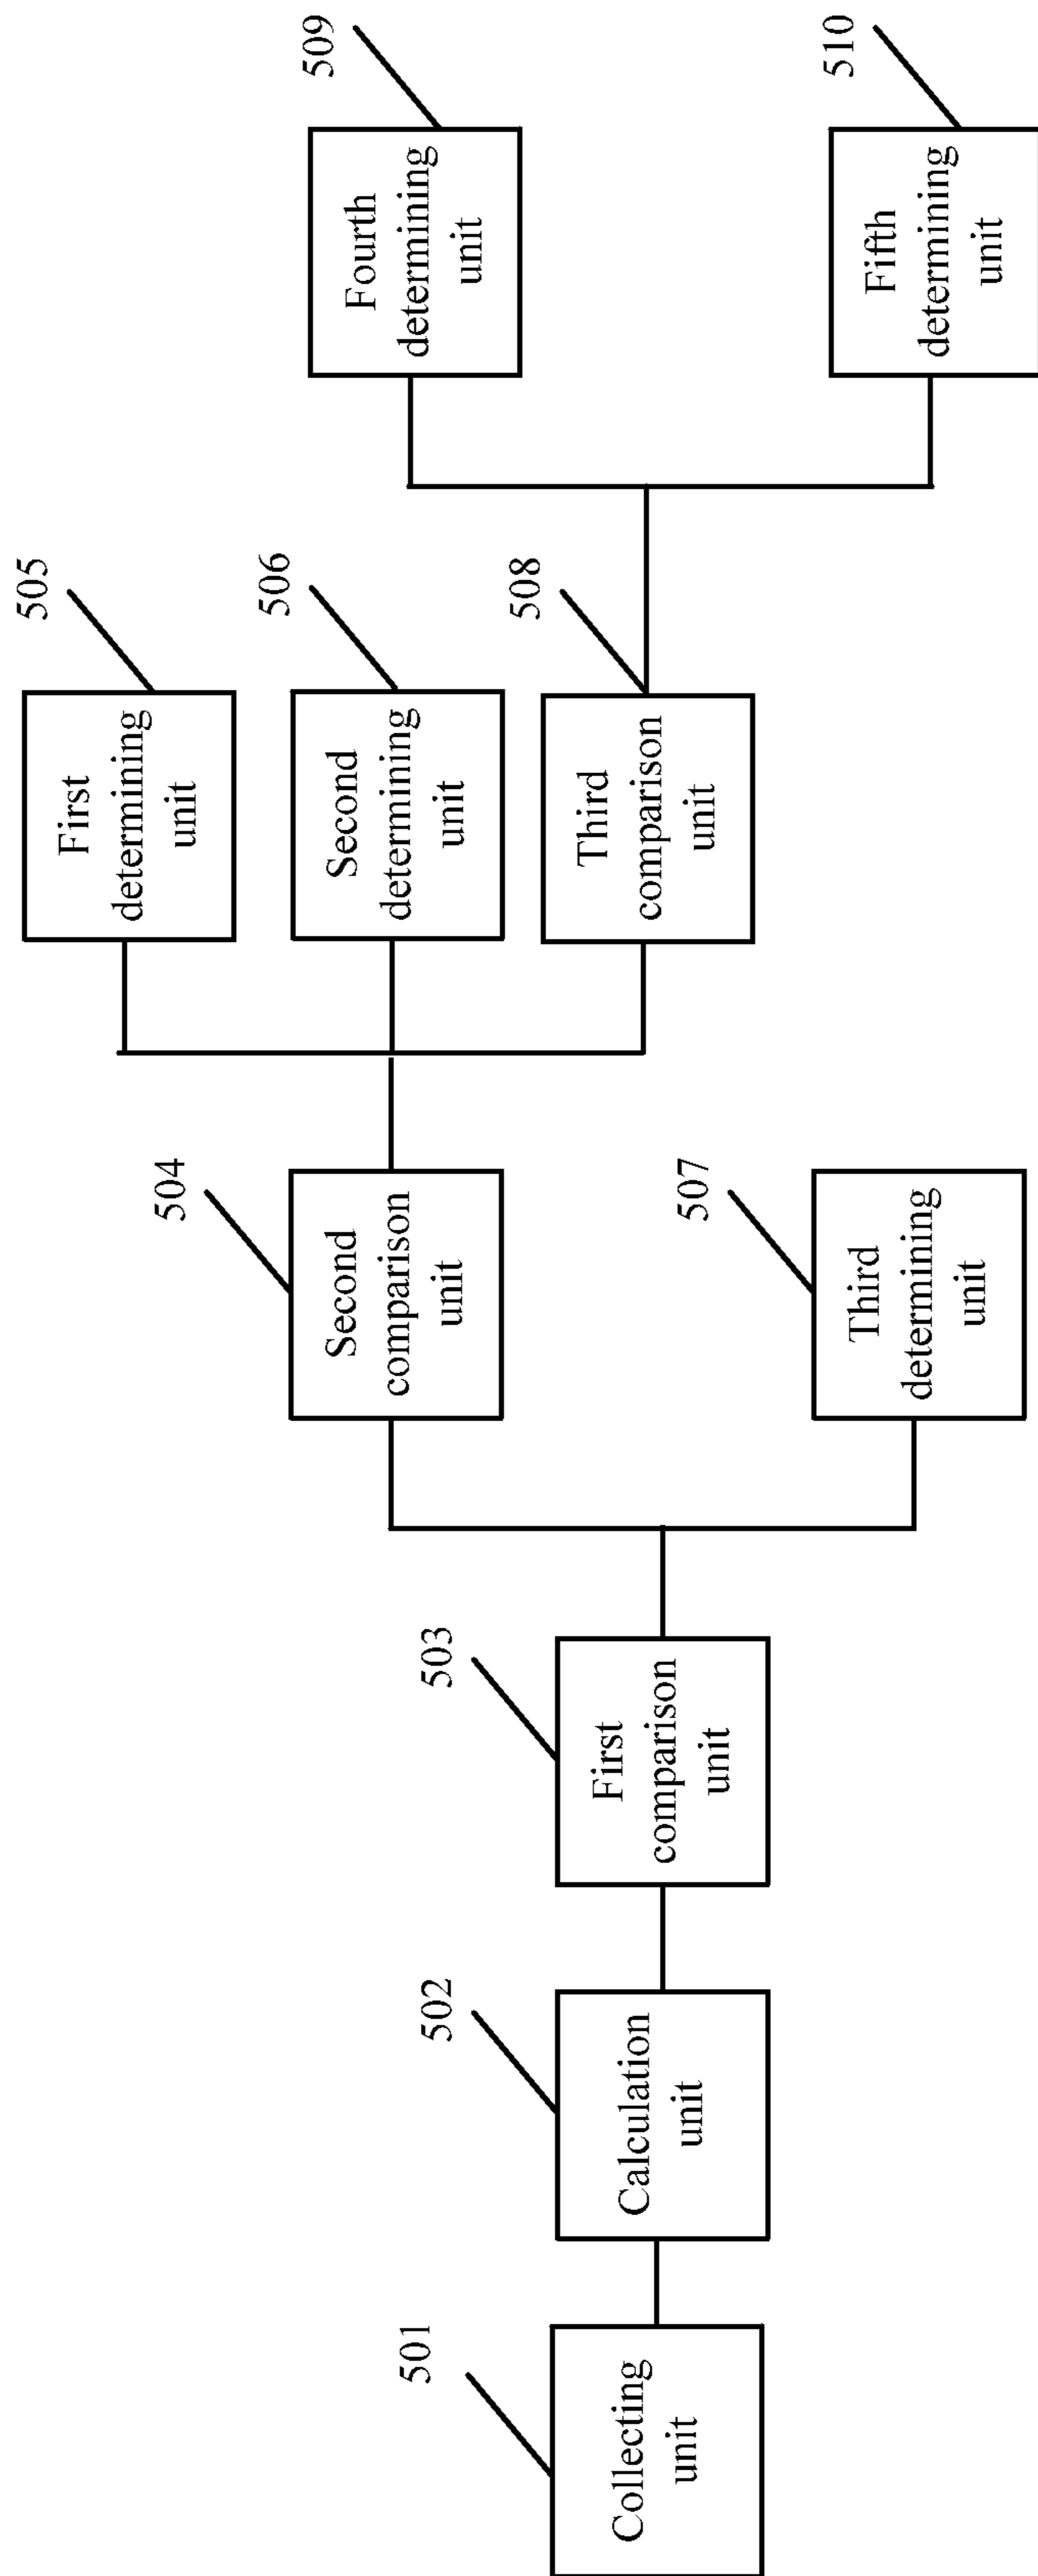 501
Collecting
unit
502
Calculation
unit
503
First
comparison
unit
504
Second
comparison
unit
507
Third
determining
unit
505
First
determining
unit
506
Second
determining
unit
508
Third
comparison
unit
509
Fourth
determining
unit
510
Fifth
determining
unit